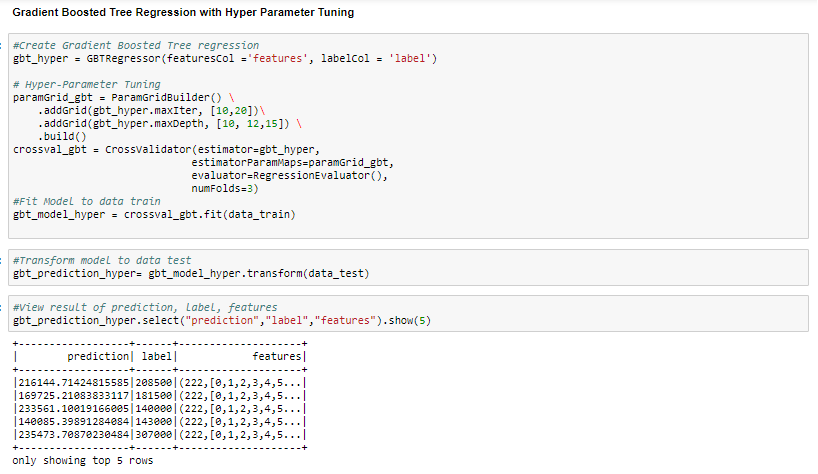 Gradient Boosted Tree Regression with Hyper Parameter Tuning
#Create Gradient Boosted Tree regression
gbt_hyper = GBTRegressor(featuresCol ='features', labelCol = 'label')
# Hyper-Parameter Tuning
paramGrid_gbt = ParamGridBuilder() \
    .addGrid(gbt_hyper.maxIter, [10,20])\
    .addGrid(gbt_hyper.maxDepth, [10, 12,15]) \
    .build()
crossval_gbt = CrossValidator(estimator=gbt_hyper,
                              estimatorParamMaps=paramGrid_gbt,
                              evaluator=RegressionEvaluator(),
                              numFolds=3)
#Fit Model to data train
gbt_model_hyper = crossval_gbt.fit(data_train)
#Transform model to data test
gbt_prediction_hyper= gbt_model_hyper.transform(data_test)
#View result of prediction, label, features
gbt_prediction_hyper.select("prediction","label","features").show(5)
+------------------+------+--------------------+
|        prediction| label|            features|
+------------------+------+--------------------+
|216144.71424815585|208500|(222,[0,1,2,3,4,5...|
|169725.21083833117|181500|(222,[0,1,2,3,4,5...|
|233561.10019166005|140000|(222,[0,1,2,3,4,5...|
|140085.39891284084|143000|(222,[0,1,2,3,4,5...|
|235473.70870230484|307000|(222,[0,1,2,3,4,5...|
+------------------+------+--------------------+
only showing top 5 rows